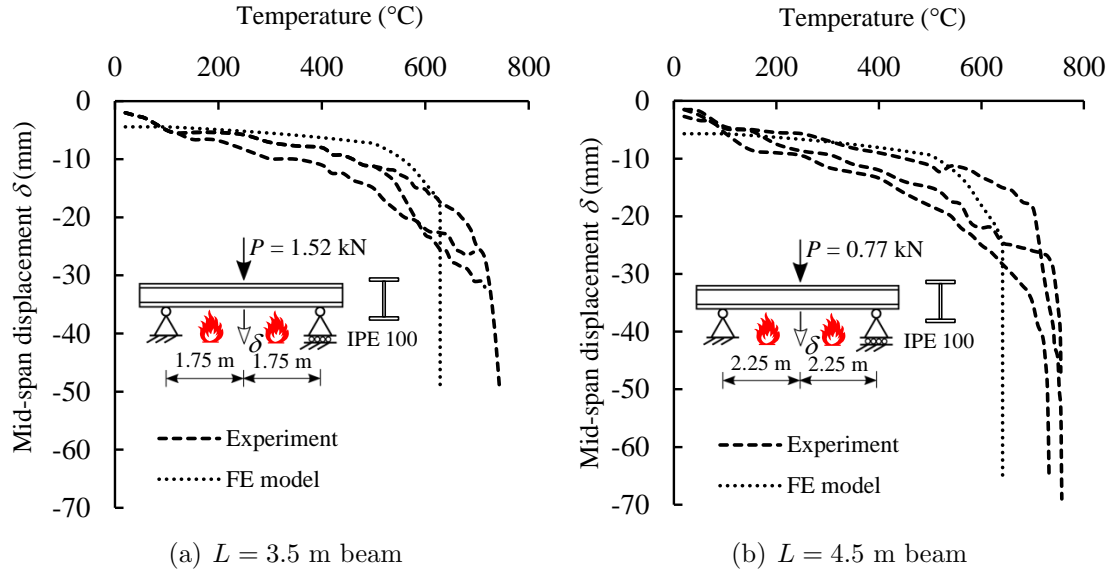 Temperature (°C)
0 200 400 600 800
0
-10
-20
-30
-40
-50
-60
-70
Mid-span displacement δ (mm)
P = 1.52 kN
IPE 100
δ
1.75 m 1.75 m
Experiment
FE model
(a) L = 3.5 m beam
Temperature (°C)
0 200 400 600 800
0
-10
-20
-30
-40
-50
-60
-70
Mid-span displacement δ (mm)
P = 0.77 kN
IPE 100
δ
2.25 m 2.25 m
Experiment
FE model
(b) L = 4.5 m beam